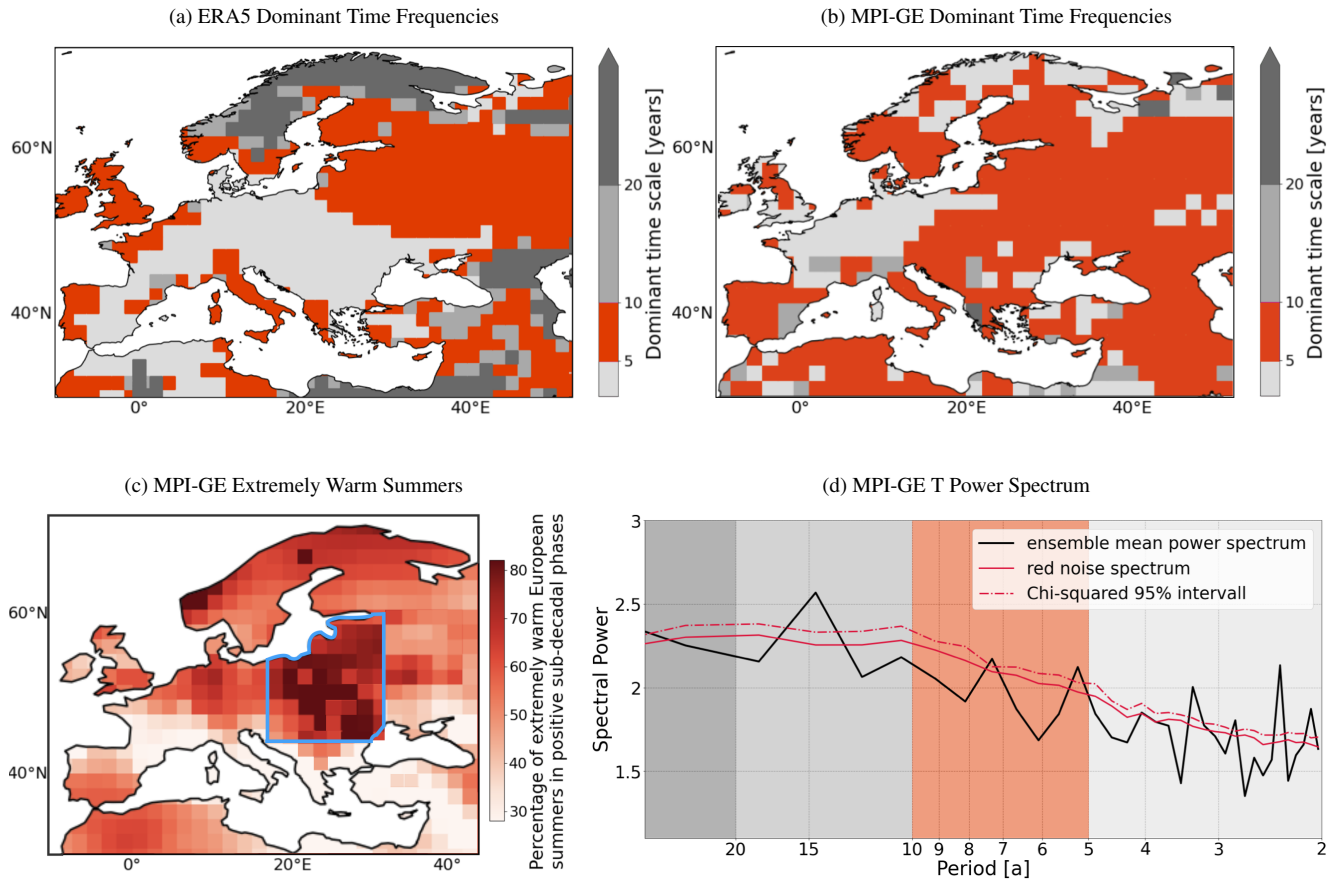 (a) ERA5 Dominant Time Frequencies
60°N
40°N
0°
20°E
40°E
20
10
5
Dominant time scale [years]
(b) MPI-GE Dominant Time Frequencies
60°N
40°N
0°
20°E
40°E
20
10
5
Dominant time scale [years]
(c) MPI-GE Extremely Warm Summers
60°N
40°N
0°
20°E
40°E
80
70
60
50
40
30
Percentage of extremely warm European
summers in positive sub-decadal phases
(d) MPI-GE T Power Spectrum
3
2.5
2
1.5
Spectral Power
ensemble mean power spectrum
red noise spectrum
Chi-squared 95% intervall
20 15 10 9 8 7 6 5 4 3 2
Period [a]